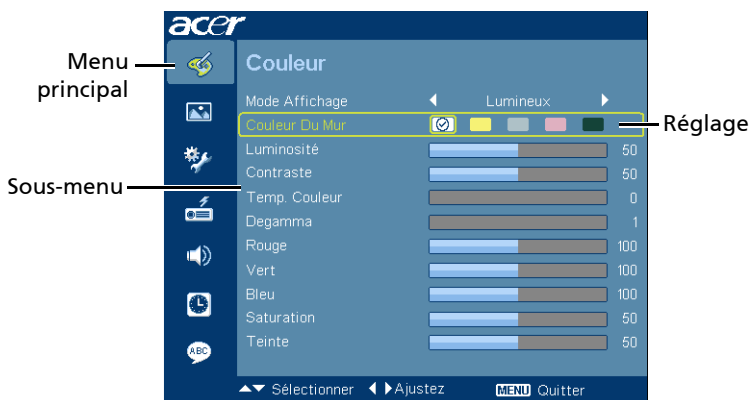 acer
Menu
principal
Couleur
Mode Affichage Lumineux
Couleur Du Mur
Réglage
Luminosité 50
Contraste 50
Sous-menu
Temp. Couleur 0
Degamma 1
Rouge 100
Vert 100
Bleu 100
Saturation 50
Teinte 50
ABC
Sélectionner Ajustez MENU Quitter